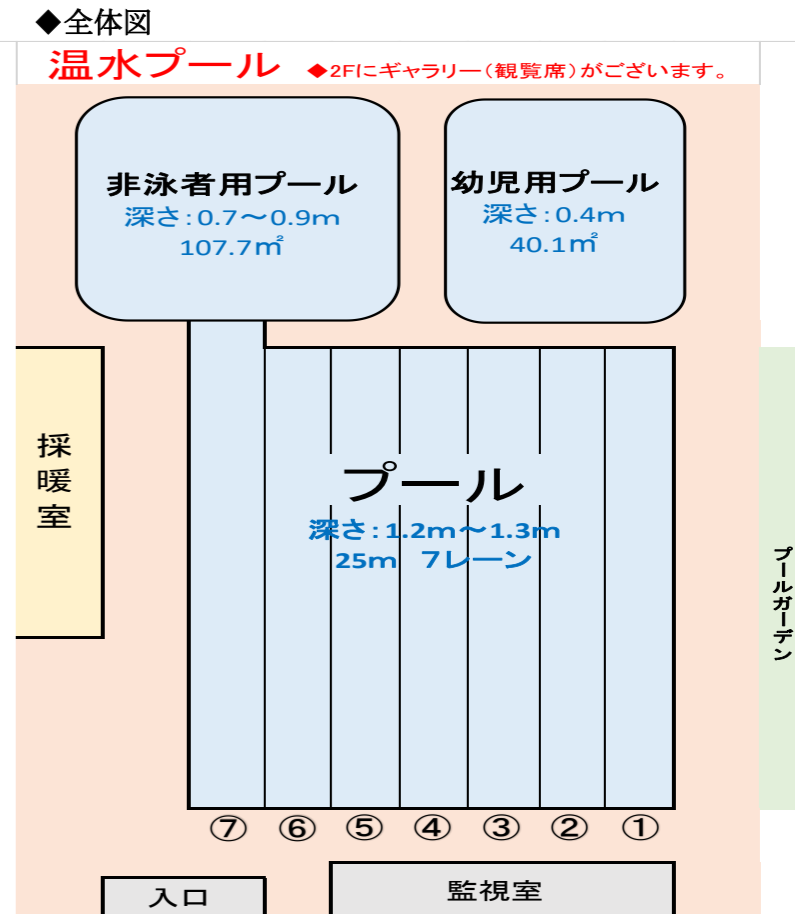 ◆全体図
温水プール ◆2Fにギャラリー(観覧席)がございます。
非泳者用プール
深さ:0.7～0.9m
107.7㎡
幼児用プール
深さ:0.4m
40.1㎡
採暖室
プール
深さ:1.2m～1.3m
25m 7レーン
プールガーデン
⑦ ⑥ ⑤ ④ ③ ② ①
入口
監視室